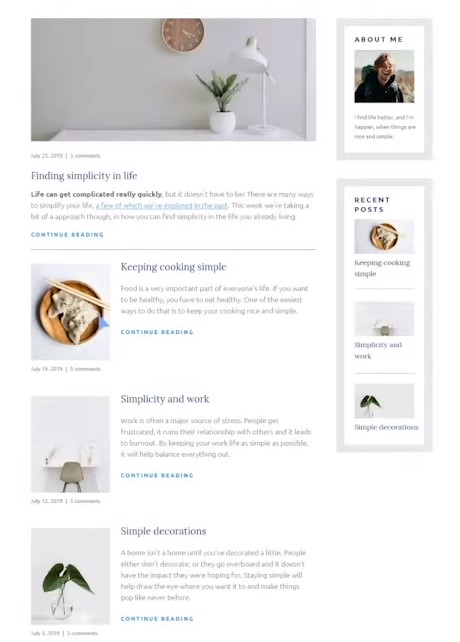 July 23, 2019 | 3 comments
Finding simplicity in life
Life can get complicated really quickly, but it doesn't have to be! There are many ways
to simplify your life, a few of which we've explored in the past. This week we're taking a
bit of a approach though, in how you can find simplicity in the life you already living
CONTINUE READING
Keeping cooking simple
Food is a very important part of everyone's life. If you want
to be healthy, you have to eat healthy. One of the easiest
ways to do that is to keep your cooking nice and simple.
CONTINUE READING
July 19, 2019 | 3 comments
Simplicity and work
Work is often a major source of stress. People get
frustrated, it ruins their relationship with others and it leads
to burnout. By keeping your work life as simple as possible,
it will help balance everything out.
CONTINUE READING
July 12, 2019 | 3 comments
Simple decorations
A home isn't a home until you've decorated a little. People
either don't decorate, or they go overboard and it doesn't
have the impact they were hoping for. Staying simple will
help draw the eye where you want it to and make things
pop like never before.
CONTINUE READING
July 3, 2019 | 3 comments
ABOUT ME
I find life better, and I'm
happier, when things are
nice and simple.
RECENT
POSTS
Keeping cooking
simple
Simplicity and
work
Simple decorations